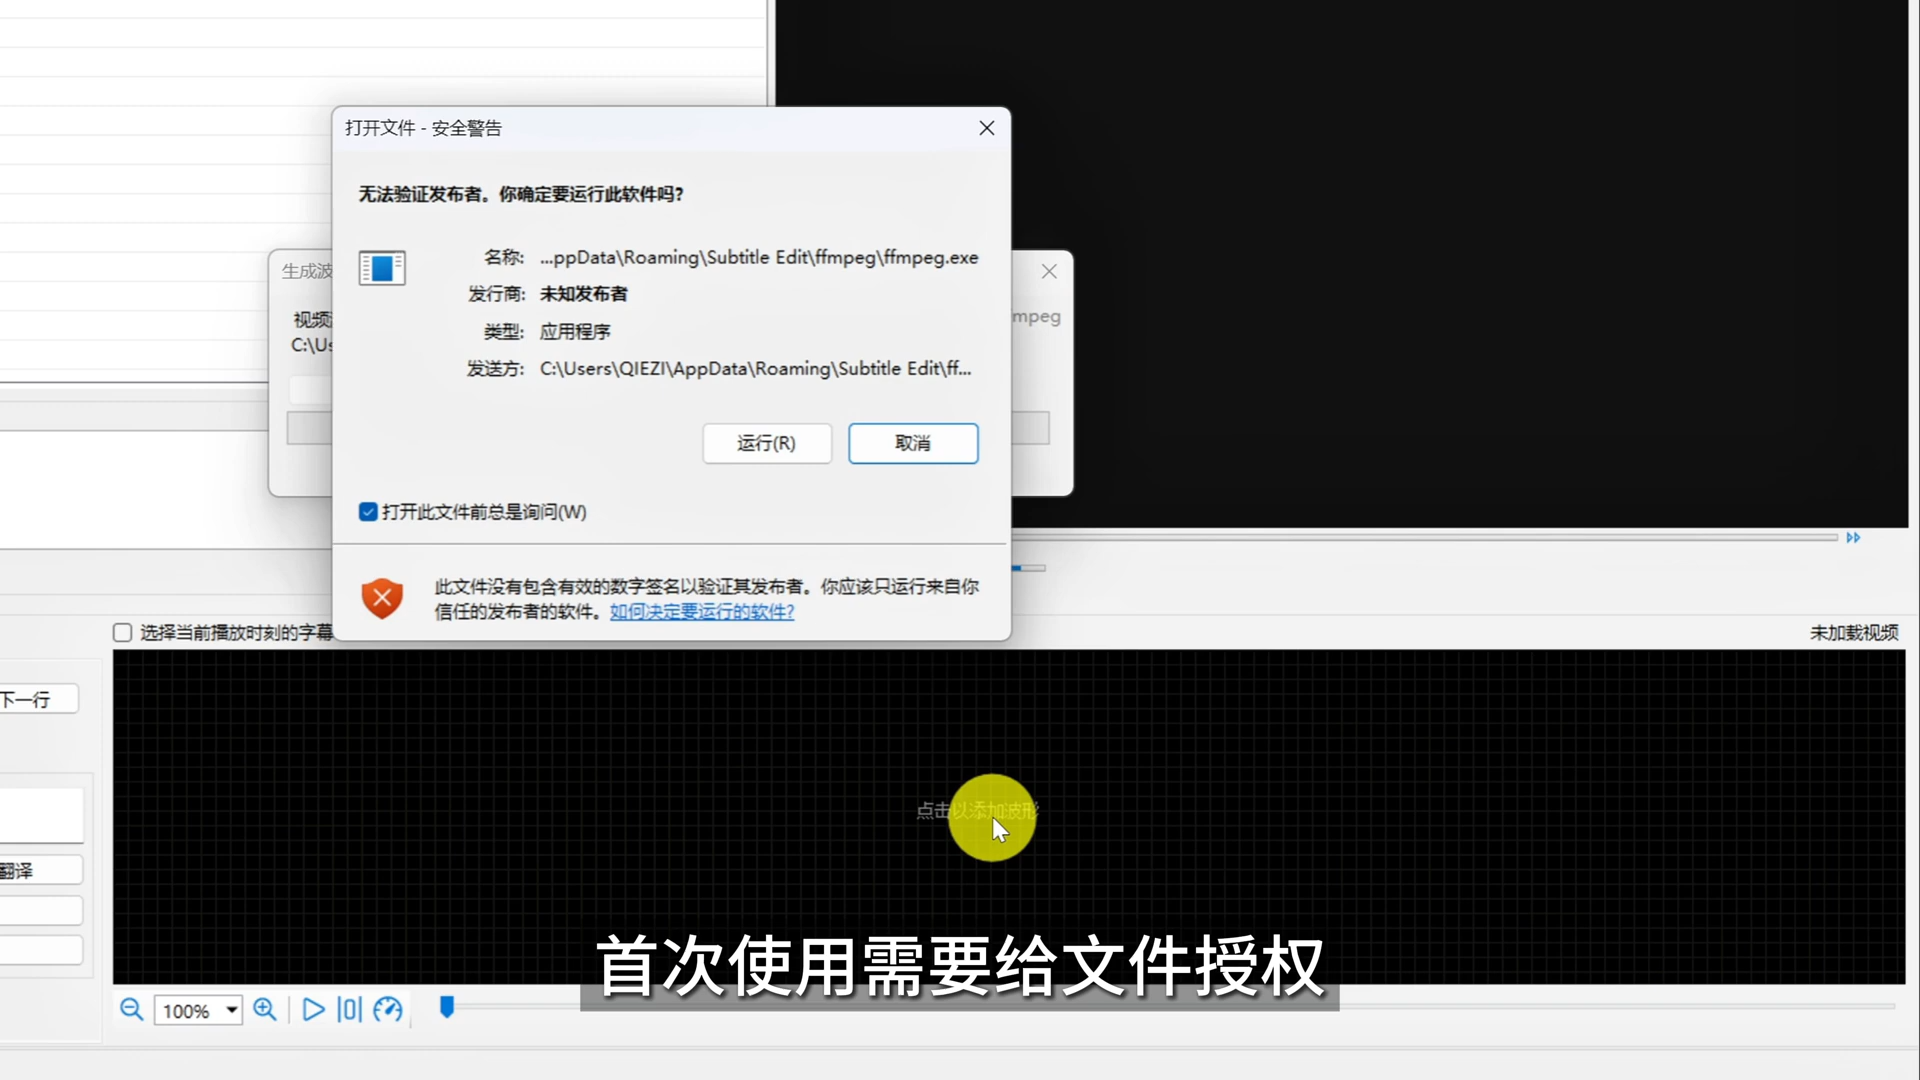 打开文件 - 安全警告
无法验证发布者。你确定要运行此软件吗?
名称: ...ppData\Roaming\Subtitle Edit\ffmpeg\ffmpeg.exe
发行商: 未知发布者
类型: 应用程序
发送方: C:\Users\QIEZI\AppData\Roaming\Subtitle Edit\ff...
运行(R)
取消
打开此文件前总是询问(W)
此文件没有包含有效的数字签名以验证其发布者。你应该只运行来自你
信任的发布者的软件。如何决定要运行的软件?
生成波
视频
C:\Us
mpeg
选择当前播放时刻的字幕
未加载视频
下一行
点击以添加波形
翻译
首次使用需要给文件授权
100%